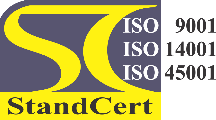 ISO 9001
ISO 14001
ISO 45001
StandCert